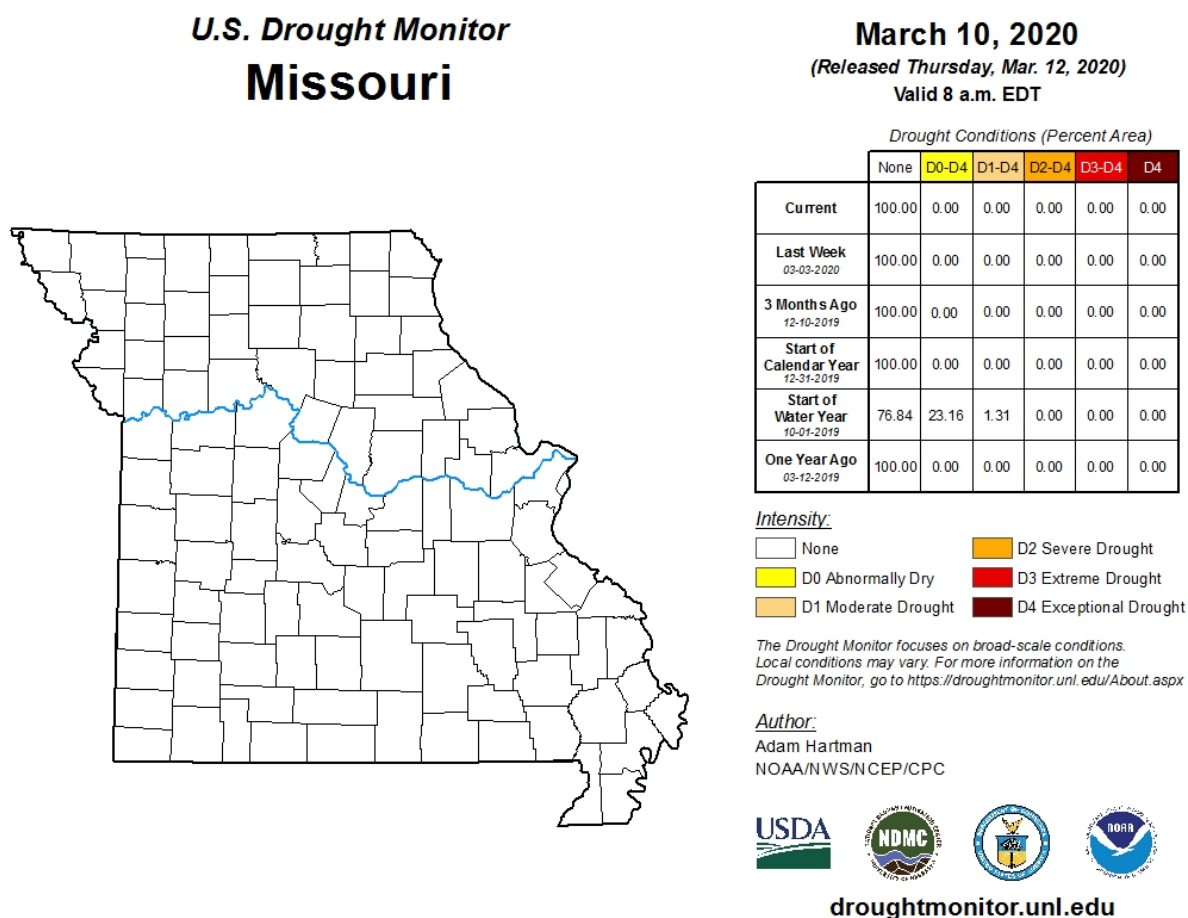 U.S. Drought Monitor
Missouri
March 10, 2020
(Released Thursday, Mar. 12, 2020)
Valid 8 a.m. EDT
Drought Conditions (Percent Area)
None D0-D4 D1-D4 D2-D4 D3-D4 D4
Current 100.00 0.00 0.00 0.00 0.00 0.00
Last Week
03-03-2020 100.00 0.00 0.00 0.00 0.00 0.00
3 Months Ago
12-10-2019 100.00 0.00 0.00 0.00 0.00 0.00
Start of
Calendar Year
12-31-2019 100.00 0.00 0.00 0.00 0.00 0.00
Start of
Water Year
10-01-2019 76.84 23.16 1.31 0.00 0.00 0.00
One Year Ago
03-12-2019 100.00 0.00 0.00 0.00 0.00 0.00
Intensity:
None
D0 Abnormally Dry
D1 Moderate Drought
D2 Severe Drought
D3 Extreme Drought
D4 Exceptional Drought
The Drought Monitor focuses on broad-scale conditions.
Local conditions may vary. For more information on the
Drought Monitor, go to https://droughtmonitor.unl.edu/About.aspx
Author:
Adam Hartman
NOAA/NWS/NCEP/CPC
USDA
NDMC
NOAA
droughtmonitor.unl.edu